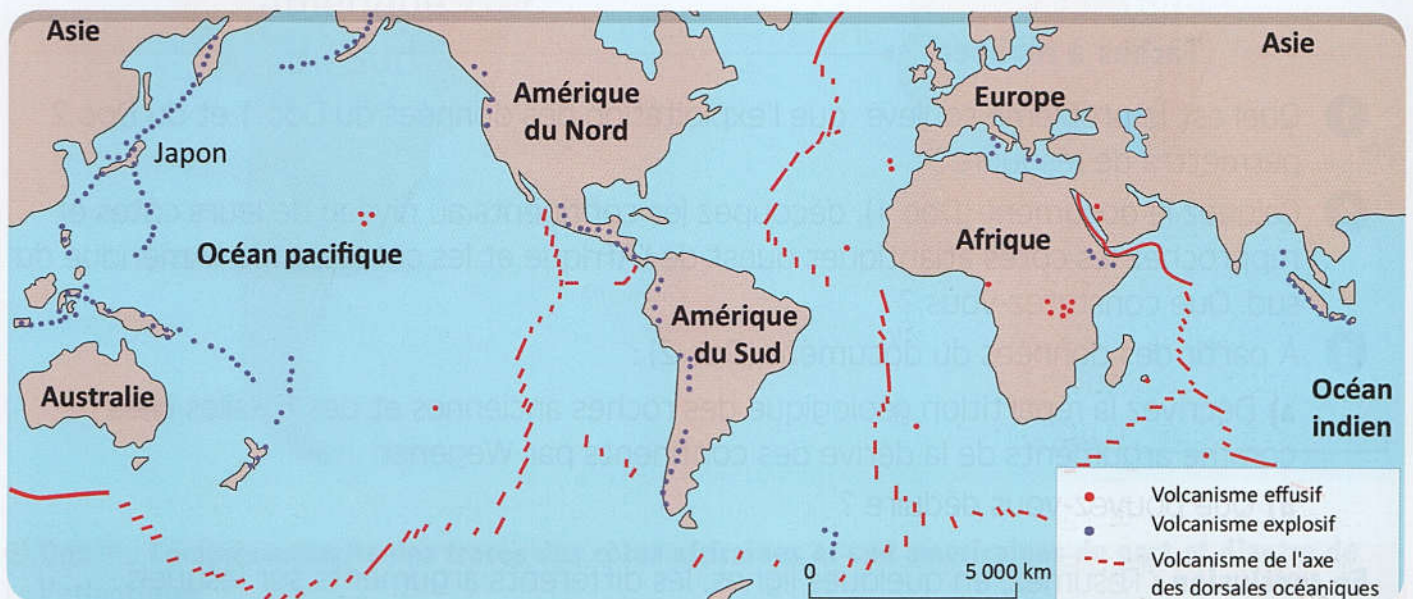 Asie
Asie
Amérique
du Nord
Europe
Japon
Océan pacifique
Afrique
Amérique
du Sud
Australie
Océan
indien
Volcanisme effusif
Volcanisme explosif
Volcanisme de l'axe
des dorsales océaniques
0 5 000 km